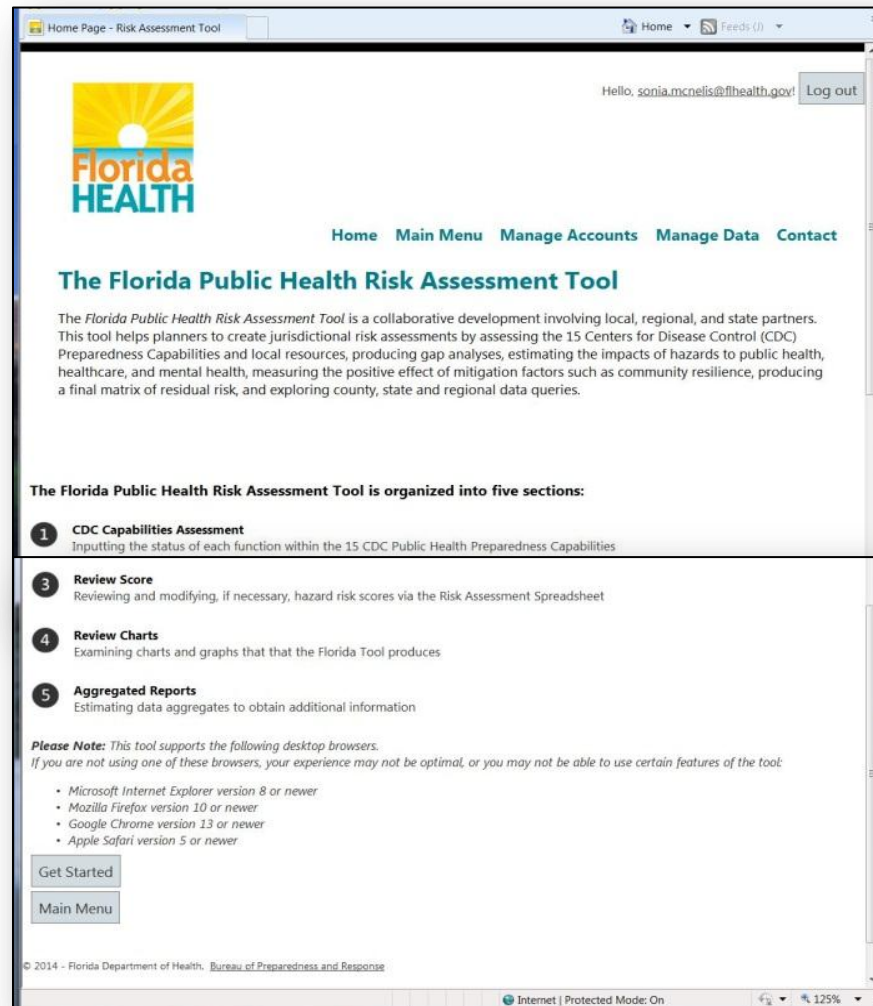 Home Page - Risk Assessment Tool
Home
Feeds (J)
Hello, sonia.mcnelis@flhealth.gov! Log out
Florida
HEALTH
Home Main Menu Manage Accounts Manage Data Contact
The Florida Public Health Risk Assessment Tool
The Florida Public Health Risk Assessment Tool is a collaborative development involving local, regional, and state partners.
This tool helps planners to create jurisdictional risk assessments by assessing the 15 Centers for Disease Control (CDC)
Preparedness Capabilities and local resources, producing gap analyses, estimating the impacts of hazards to public health,
healthcare, and mental health, measuring the positive effect of mitigation factors such as community resilience, producing
a final matrix of residual risk, and exploring county, state and regional data queries.
The Florida Public Health Risk Assessment Tool is organized into five sections:
1 CDC Capabilities Assessment
Inputting the status of each function within the 15 CDC Public Health Preparedness Capabilities
3 Review Score
Reviewing and modifying, if necessary, hazard risk scores via the Risk Assessment Spreadsheet
4 Review Charts
Examining charts and graphs that that the Florida Tool produces
5 Aggregated Reports
Estimating data aggregates to obtain additional information
Please Note: This tool supports the following desktop browsers.
If you are not using one of these browsers, your experience may not be optimal, or you may not be able to use certain features of the tool:
• Microsoft Internet Explorer version 8 or newer
• Mozilla Firefox version 10 or newer
• Google Chrome version 13 or newer
• Apple Safari version 5 or newer
Get Started
Main Menu
© 2014 - Florida Department of Health. Bureau of Preparedness and Response
Internet | Protected Mode: On
125%